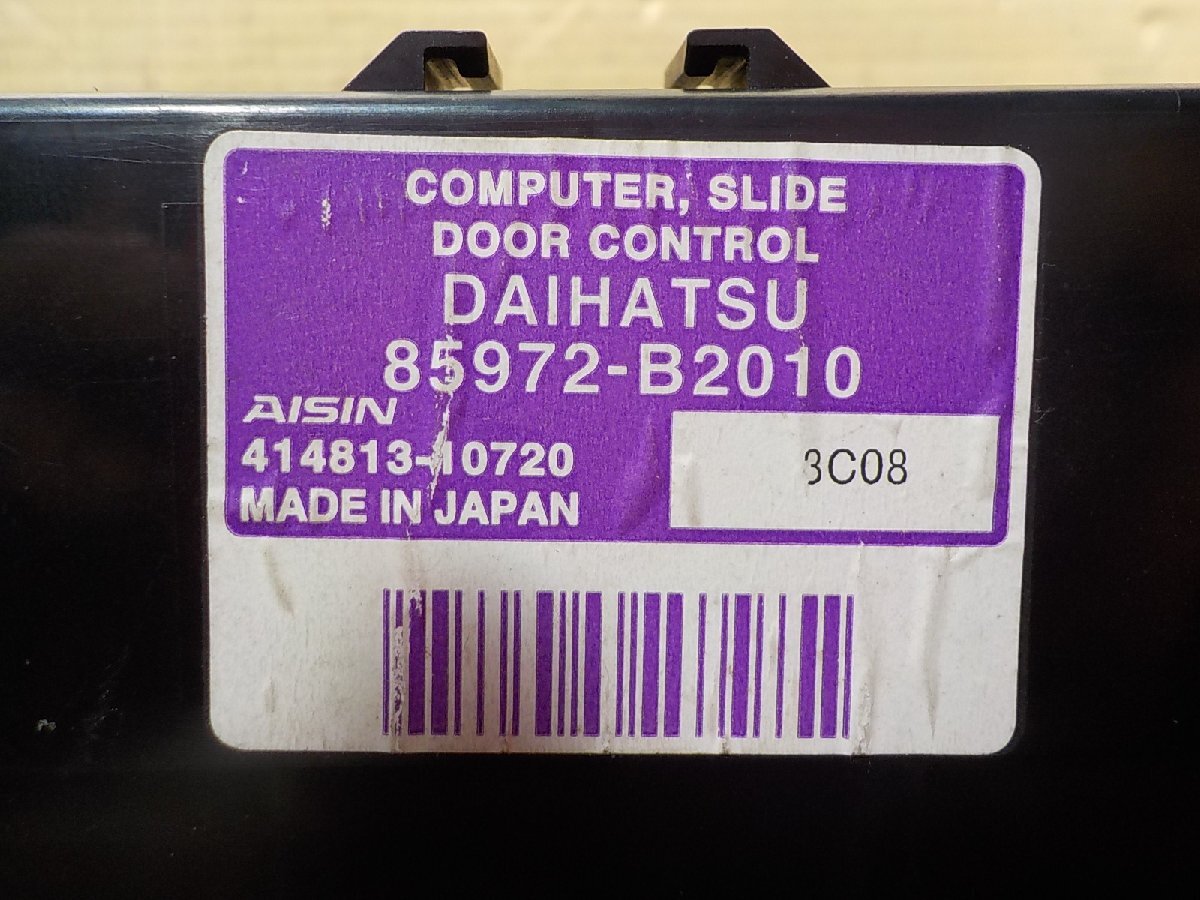 COMPUTER, SLIDE
DOOR CONTROL
DAIHATSU
85972-B2010
AISIN
414813-10720
3C08
MADE IN JAPAN